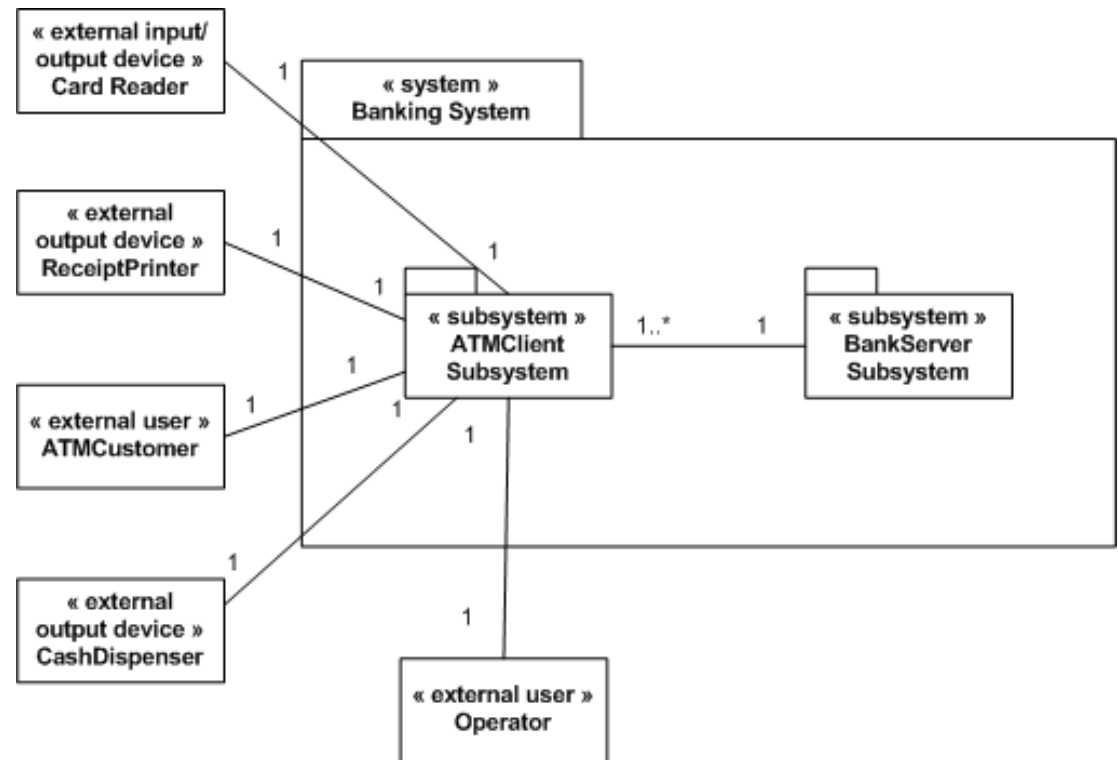 « external input/
output device »
Card Reader
1
« system »
Banking System
« external
output device »
ReceiptPrinter
1
1
1
« subsystem »
ATMClient
Subsystem
1..*
1
« subsystem »
BankServer
Subsystem
« external user »
ATMCustomer
1
1
1
1
« external
output device »
CashDispenser
1
1
« external user »
Operator